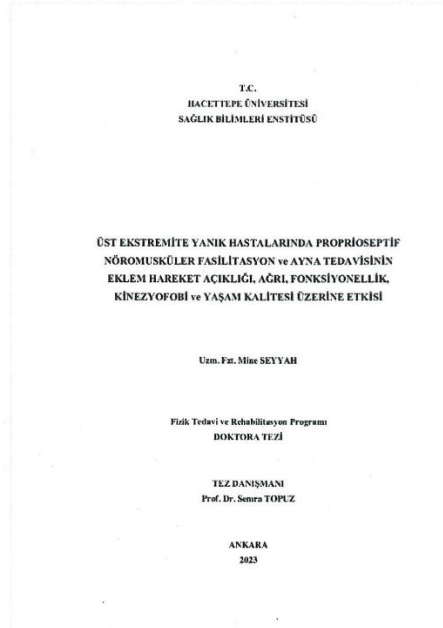 T.C.
HACETTEPE ÜNİVERSİTESİ
SAĞLIK BİLİMLERİ ENSTİTÜSÜ
ÜST EKSTREMİTE YANIK HASTALARINDA PROPRİOSEPTİF
NÖROMUSKÜLER FASİLİTASYON ve AYNA TEDAVİSİNİN
EKLEM HAREKET AÇIKLIĞI, AĞRI, FONKSİYONELLİK,
KİNEZYOFOBİ ve YAŞAM KALİTESİ ÜZERİNE ETKİSİ
Uzm. Fzt. Mine SEYYAH
Fizik Tedavi ve Rehabilitasyon Programı
DOKTORA TEZİ
TEZ DANIŞMANI
Prof. Dr. Semra TOPUZ
ANKARA
2023